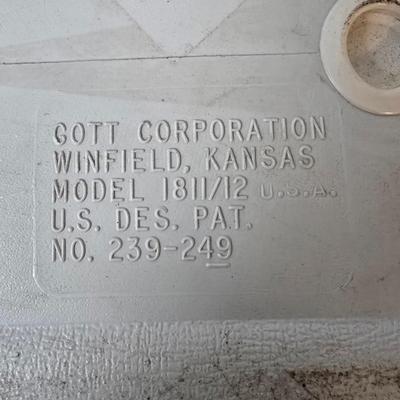 GOTT CORPORATION
WINFIELD, KANSAS
MODEL 1811/12 U.S.A.
U.S. DES. PAT.
NO. 239-249